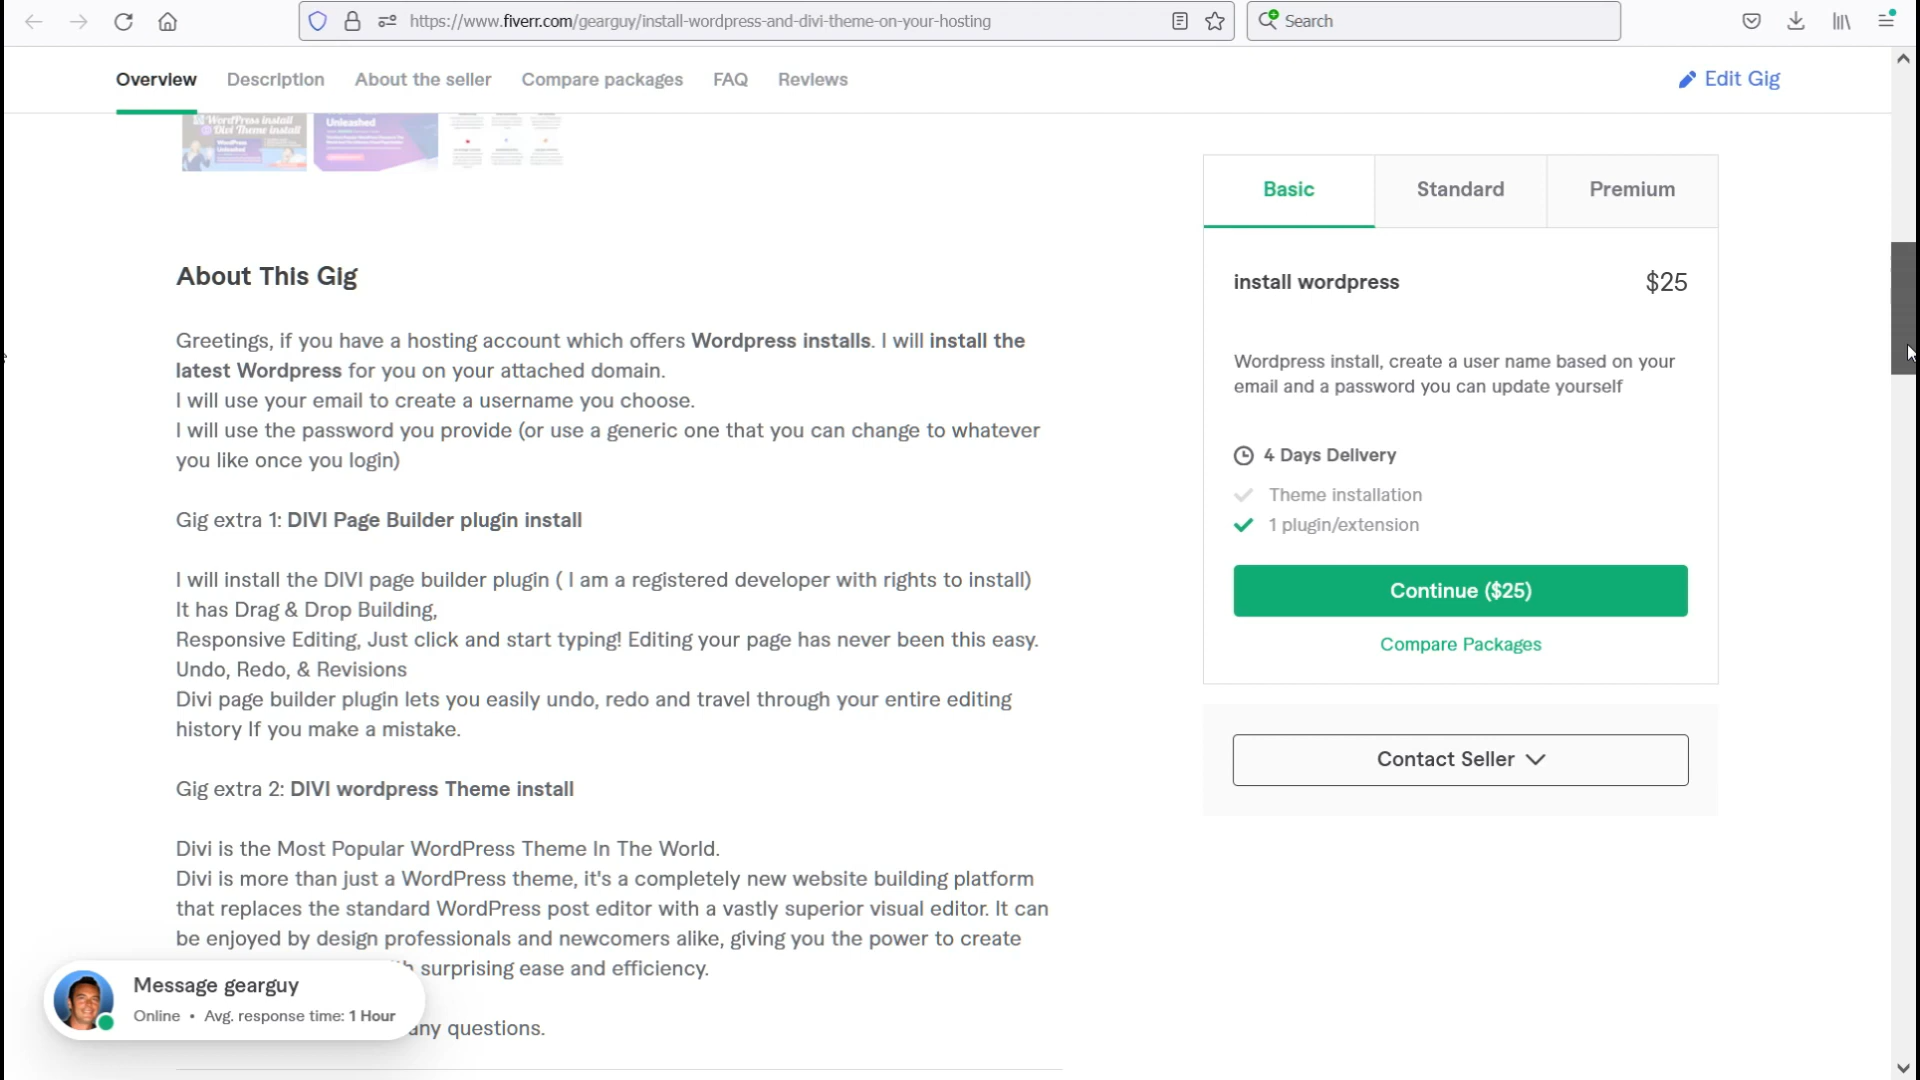 https://www.fiverr.com/gearguy/install-wordpress-and-divi-theme-on-your-hosting
Search
Overview
Description
About the seller
Compare packages
FAQ
Reviews
Edit Gig
WordPress install
Divi Theme install
WordPress
Unleashed
Unleashed
Basic
Standard
Premium
About This Gig
install wordpress
$25
Greetings, if you have a hosting account which offers Wordpress installs. I will install the
latest Wordpress for you on your attached domain.
I will use your email to create a username you choose.
I will use the password you provide (or use a generic one that you can change to whatever
you like once you login)
Wordpress install, create a user name based on your
email and a password you can update yourself
4 Days Delivery
Theme installation
1 plugin/extension
Gig extra 1: DIVI Page Builder plugin install
Continue ($25)
Compare Packages
I will install the DIVI page builder plugin ( I am a registered developer with rights to install)
It has Drag & Drop Building,
Responsive Editing, Just click and start typing! Editing your page has never been this easy.
Undo, Redo, & Revisions
Divi page builder plugin lets you easily undo, redo and travel through your entire editing
history If you make a mistake.
Contact Seller
Gig extra 2: DIVI wordpress Theme install
Divi is the Most Popular WordPress Theme In The World.
Divi is more than just a WordPress theme, it's a completely new website building platform
that replaces the standard WordPress post editor with a vastly superior visual editor. It can
be enjoyed by design professionals and newcomers alike, giving you the power to create
surprising ease and efficiency.
any questions.
Message gearguy
Online • Avg. response time: 1 Hour